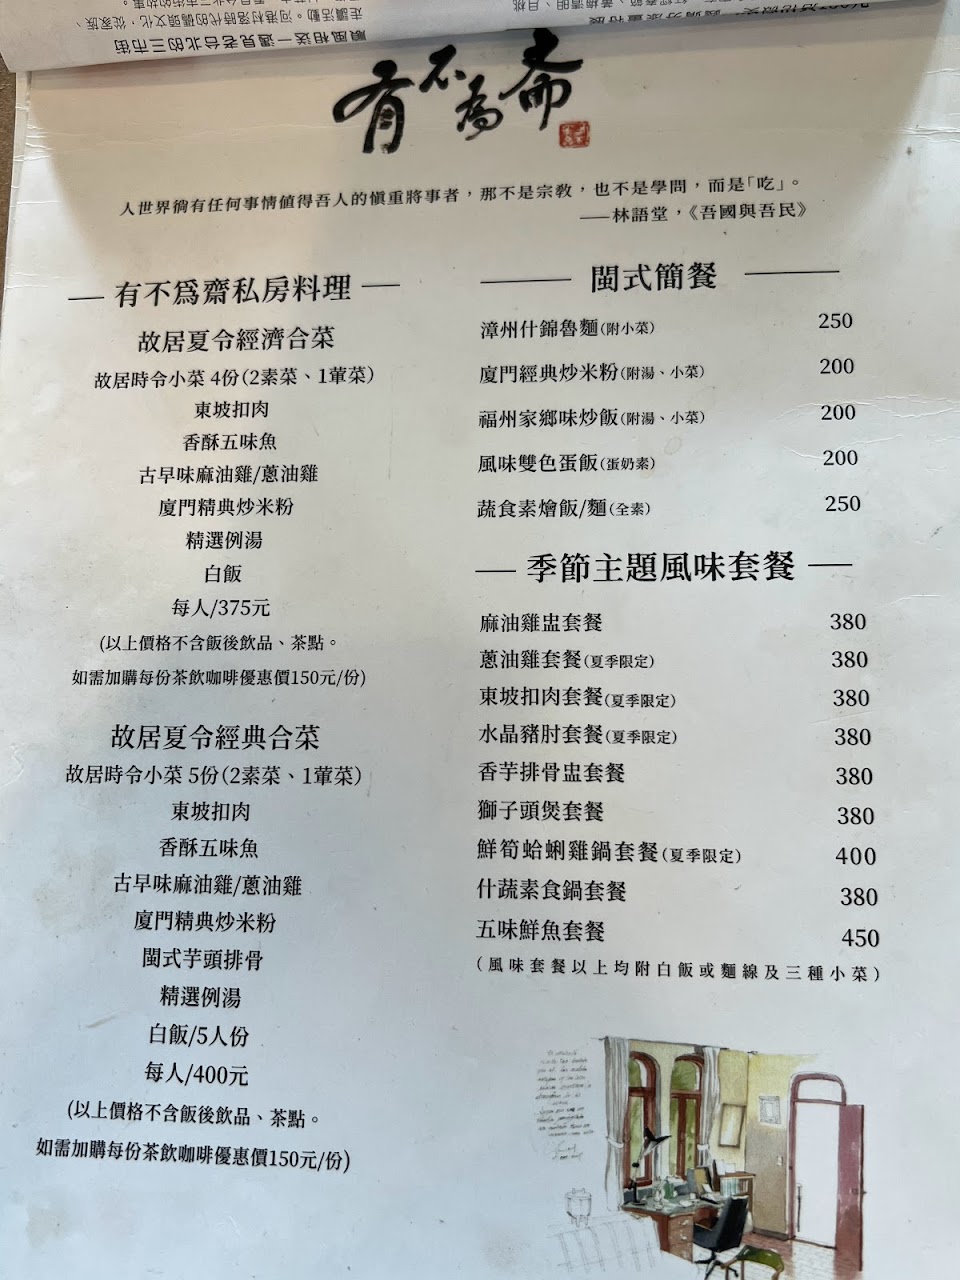 順風相送—遇見老台北的三市街
有不為齋
人世界徜有任何事情值得吾人的慎重將事者，那不是宗教，也不是學問，而是「吃」。
——林語堂，《吾國與吾民》
有不為齋私房料理
故居夏令經濟合菜
故居時令小菜 4份(2素菜、1葷菜)
東坡扣肉
香酥五味魚
古早味麻油雞/蔥油雞
廈門精典炒米粉
精選例湯
白飯
每人/375元
(以上價格不含飯後飲品、茶點。
如需加購每份茶飲咖啡優惠價150元/份)
故居夏令經典合菜
故居時令小菜 5份(2素菜、1葷菜)
東坡扣肉
香酥五味魚
古早味麻油雞/蔥油雞
廈門精典炒米粉
閩式芋頭排骨
精選例湯
白飯/5人份
每人/400元
(以上價格不含飯後飲品、茶點。
如需加購每份茶飲咖啡優惠價150元/份)
閩式簡餐
漳州什錦魯麵(附小菜) 250
廈門經典炒米粉(附湯、小菜) 200
福州家鄉味炒飯(附湯、小菜) 200
風味雙色蛋飯(蛋奶素) 200
蔬食素燴飯/麵(全素) 250
季節主題風味套餐
麻油雞盅套餐 380
蔥油雞套餐(夏季限定) 380
東坡扣肉套餐(夏季限定) 380
水晶豬肘套餐(夏季限定) 380
香芋排骨盅套餐 380
獅子頭煲套餐 380
鮮筍蛤蜊雞鍋套餐(夏季限定) 400
什蔬素食鍋套餐 380
五味鮮魚套餐 450
(風味套餐以上均附白飯或麵線及三種小菜)